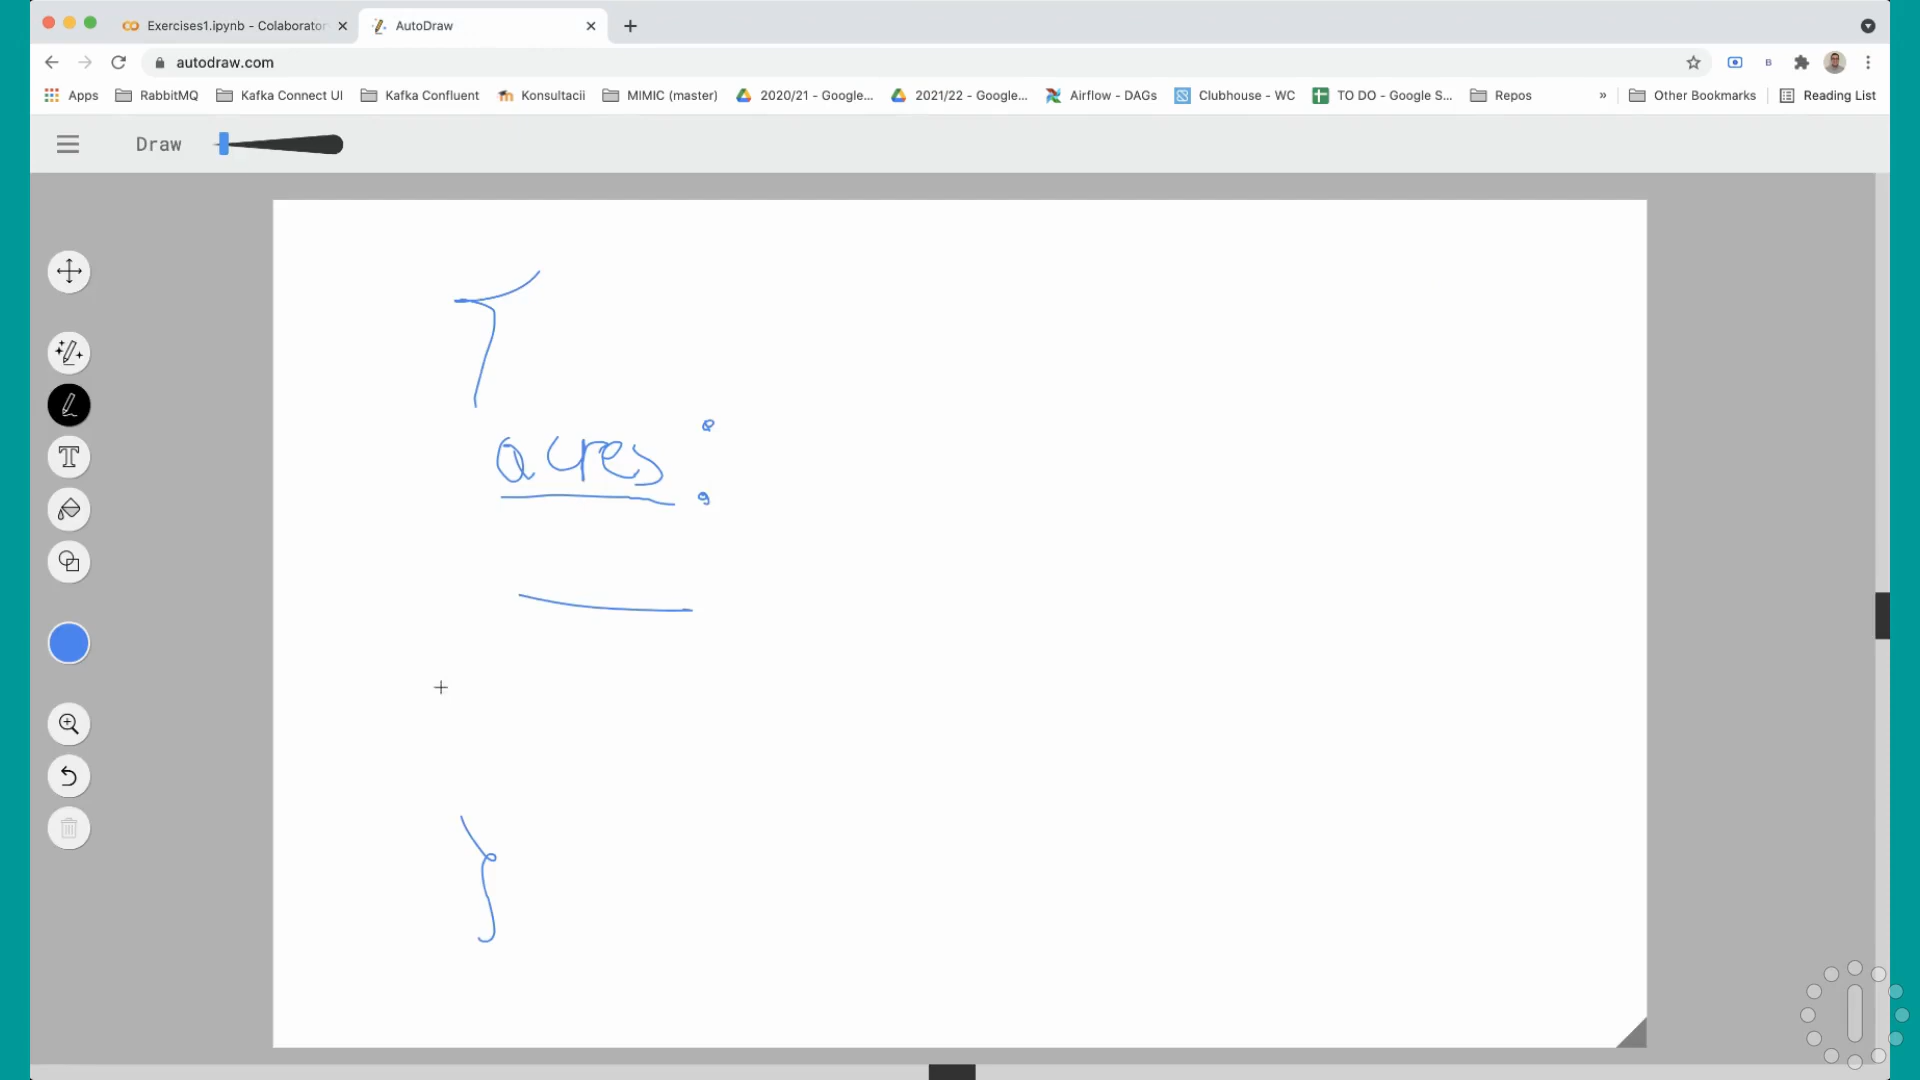 Exercises1.ipynb - Colaborator
AutoDraw
autodraw.com
Apps
RabbitMQ
Kafka Connect UI
Kafka Confluent
Konsultacii
MIMIC (master)
2020/21 - Google...
2021/22 - Google...
Airflow - DAGs
Clubhouse - WC
TO DO - Google S...
Repos
»
Other Bookmarks
Reading List
Draw
{
acres :
}